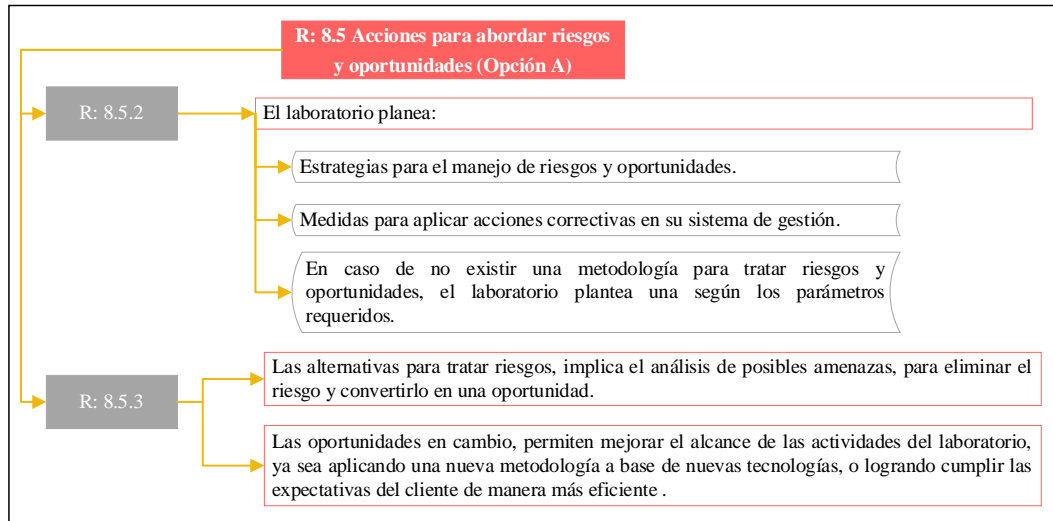 R: 8.5 Acciones para abordar riesgos
y oportunidades (Opción A)
R: 8.5.2
El laboratorio planea:
Estrategias para el manejo de riesgos y oportunidades.
Medidas para aplicar acciones correctivas en su sistema de gestión.
En caso de no existir una metodología para tratar riesgos y
oportunidades, el laboratorio plantea una según los parámetros
requeridos.
R: 8.5.3
Las alternativas para tratar riesgos, implica el análisis de posibles amenazas, para eliminar el
riesgo y convertirlo en una oportunidad.
Las oportunidades en cambio, permiten mejorar el alcance de las actividades del laboratorio,
ya sea aplicando una nueva metodología a base de nuevas tecnologías, o logrando cumplir las
expectativas del cliente de manera más eficiente .